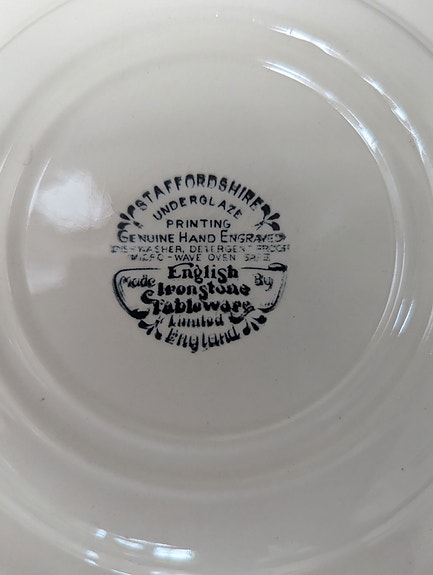 STAFFORDSHIRE
UNDERGLAZE
PRINTING
GENUINE HAND ENGRAVED
DISHWASHER, DETERGENT PROOF
MICRO-WAVE OVEN SAFE
Made English By
Ironstone
Tableware
Limited
England